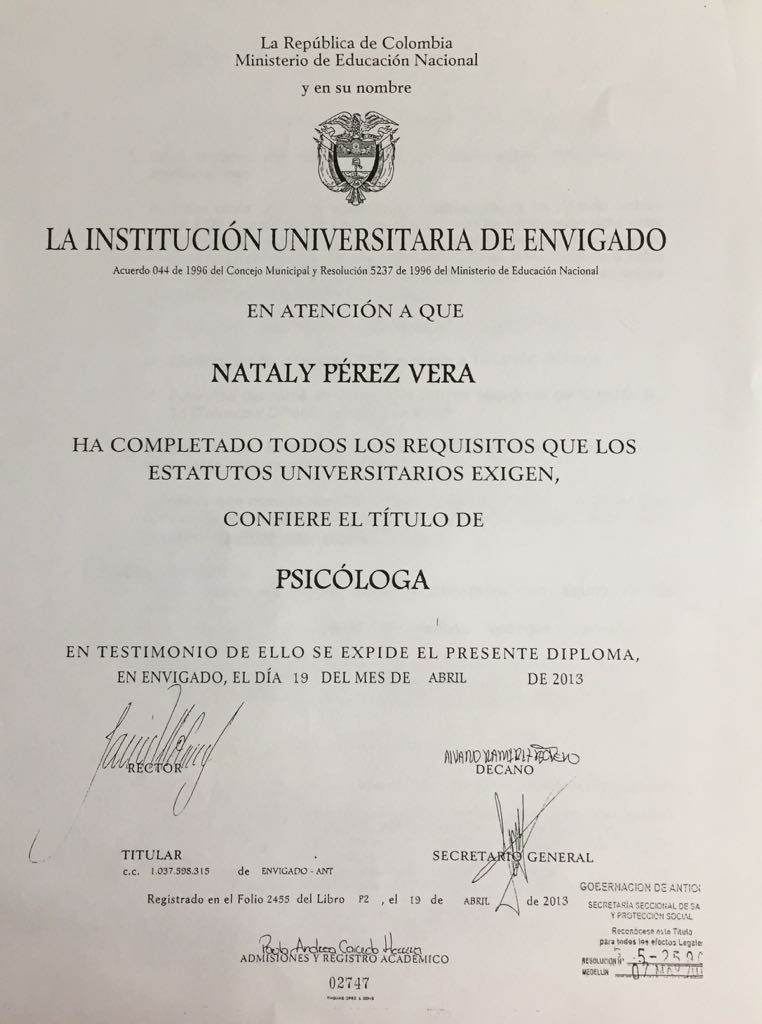 La República de Colombia
Ministerio de Educación Nacional
y en su nombre
LA INSTITUCIÓN UNIVERSITARIA DE ENVIGADO
Acuerdo 044 de 1996 del Concejo Municipal y Resolución 5237 de 1996 del Ministerio de Educación Nacional
EN ATENCIÓN A QUE
NATALY PÉREZ VERA
HA COMPLETADO TODOS LOS REQUISITOS QUE LOS
ESTATUTOS UNIVERSITARIOS EXIGEN,
CONFIERE EL TÍTULO DE
PSICÓLOGA
EN TESTIMONIO DE ELLO SE EXPIDE EL PRESENTE DIPLOMA,
EN ENVIGADO, EL DÍA 19 DEL MES DE ABRIL DE 2013
RECTOR
DECANO
TITULAR
c.c. 1.037.598.315 de ENVIGADO - ANT
SECRETARIO GENERAL
Registrado en el Folio 2455 del Libro P2 , el 19 de ABRIL de 2013
ADMISIONES Y REGISTRO ACADÉMICO
02747
SECRETARÍA SECCIONAL DE SA
Y PROTECCIÓN SOCIAL
Reconócese este Título
para todos los efectos Legales
RESOLUCION Nº
MEDELLIN 07 MAY